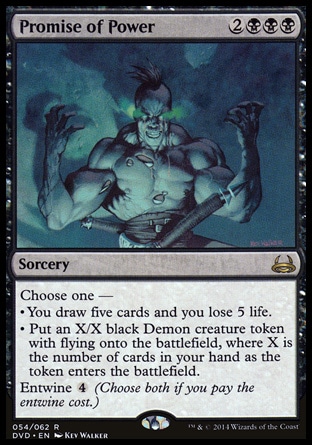 Promise of Power 2
Sorcery
Choose one —
• You draw five cards and you lose 5 life.
• Put an X/X black Demon creature token
with flying onto the battlefield, where X is
the number of cards in your hand as the
token enters the battlefield.
Entwine 4 (Choose both if you pay the
entwine cost.)
054/062 R
DVD • EN Kev Walker
™ & © 2014 Wizards of the Coast